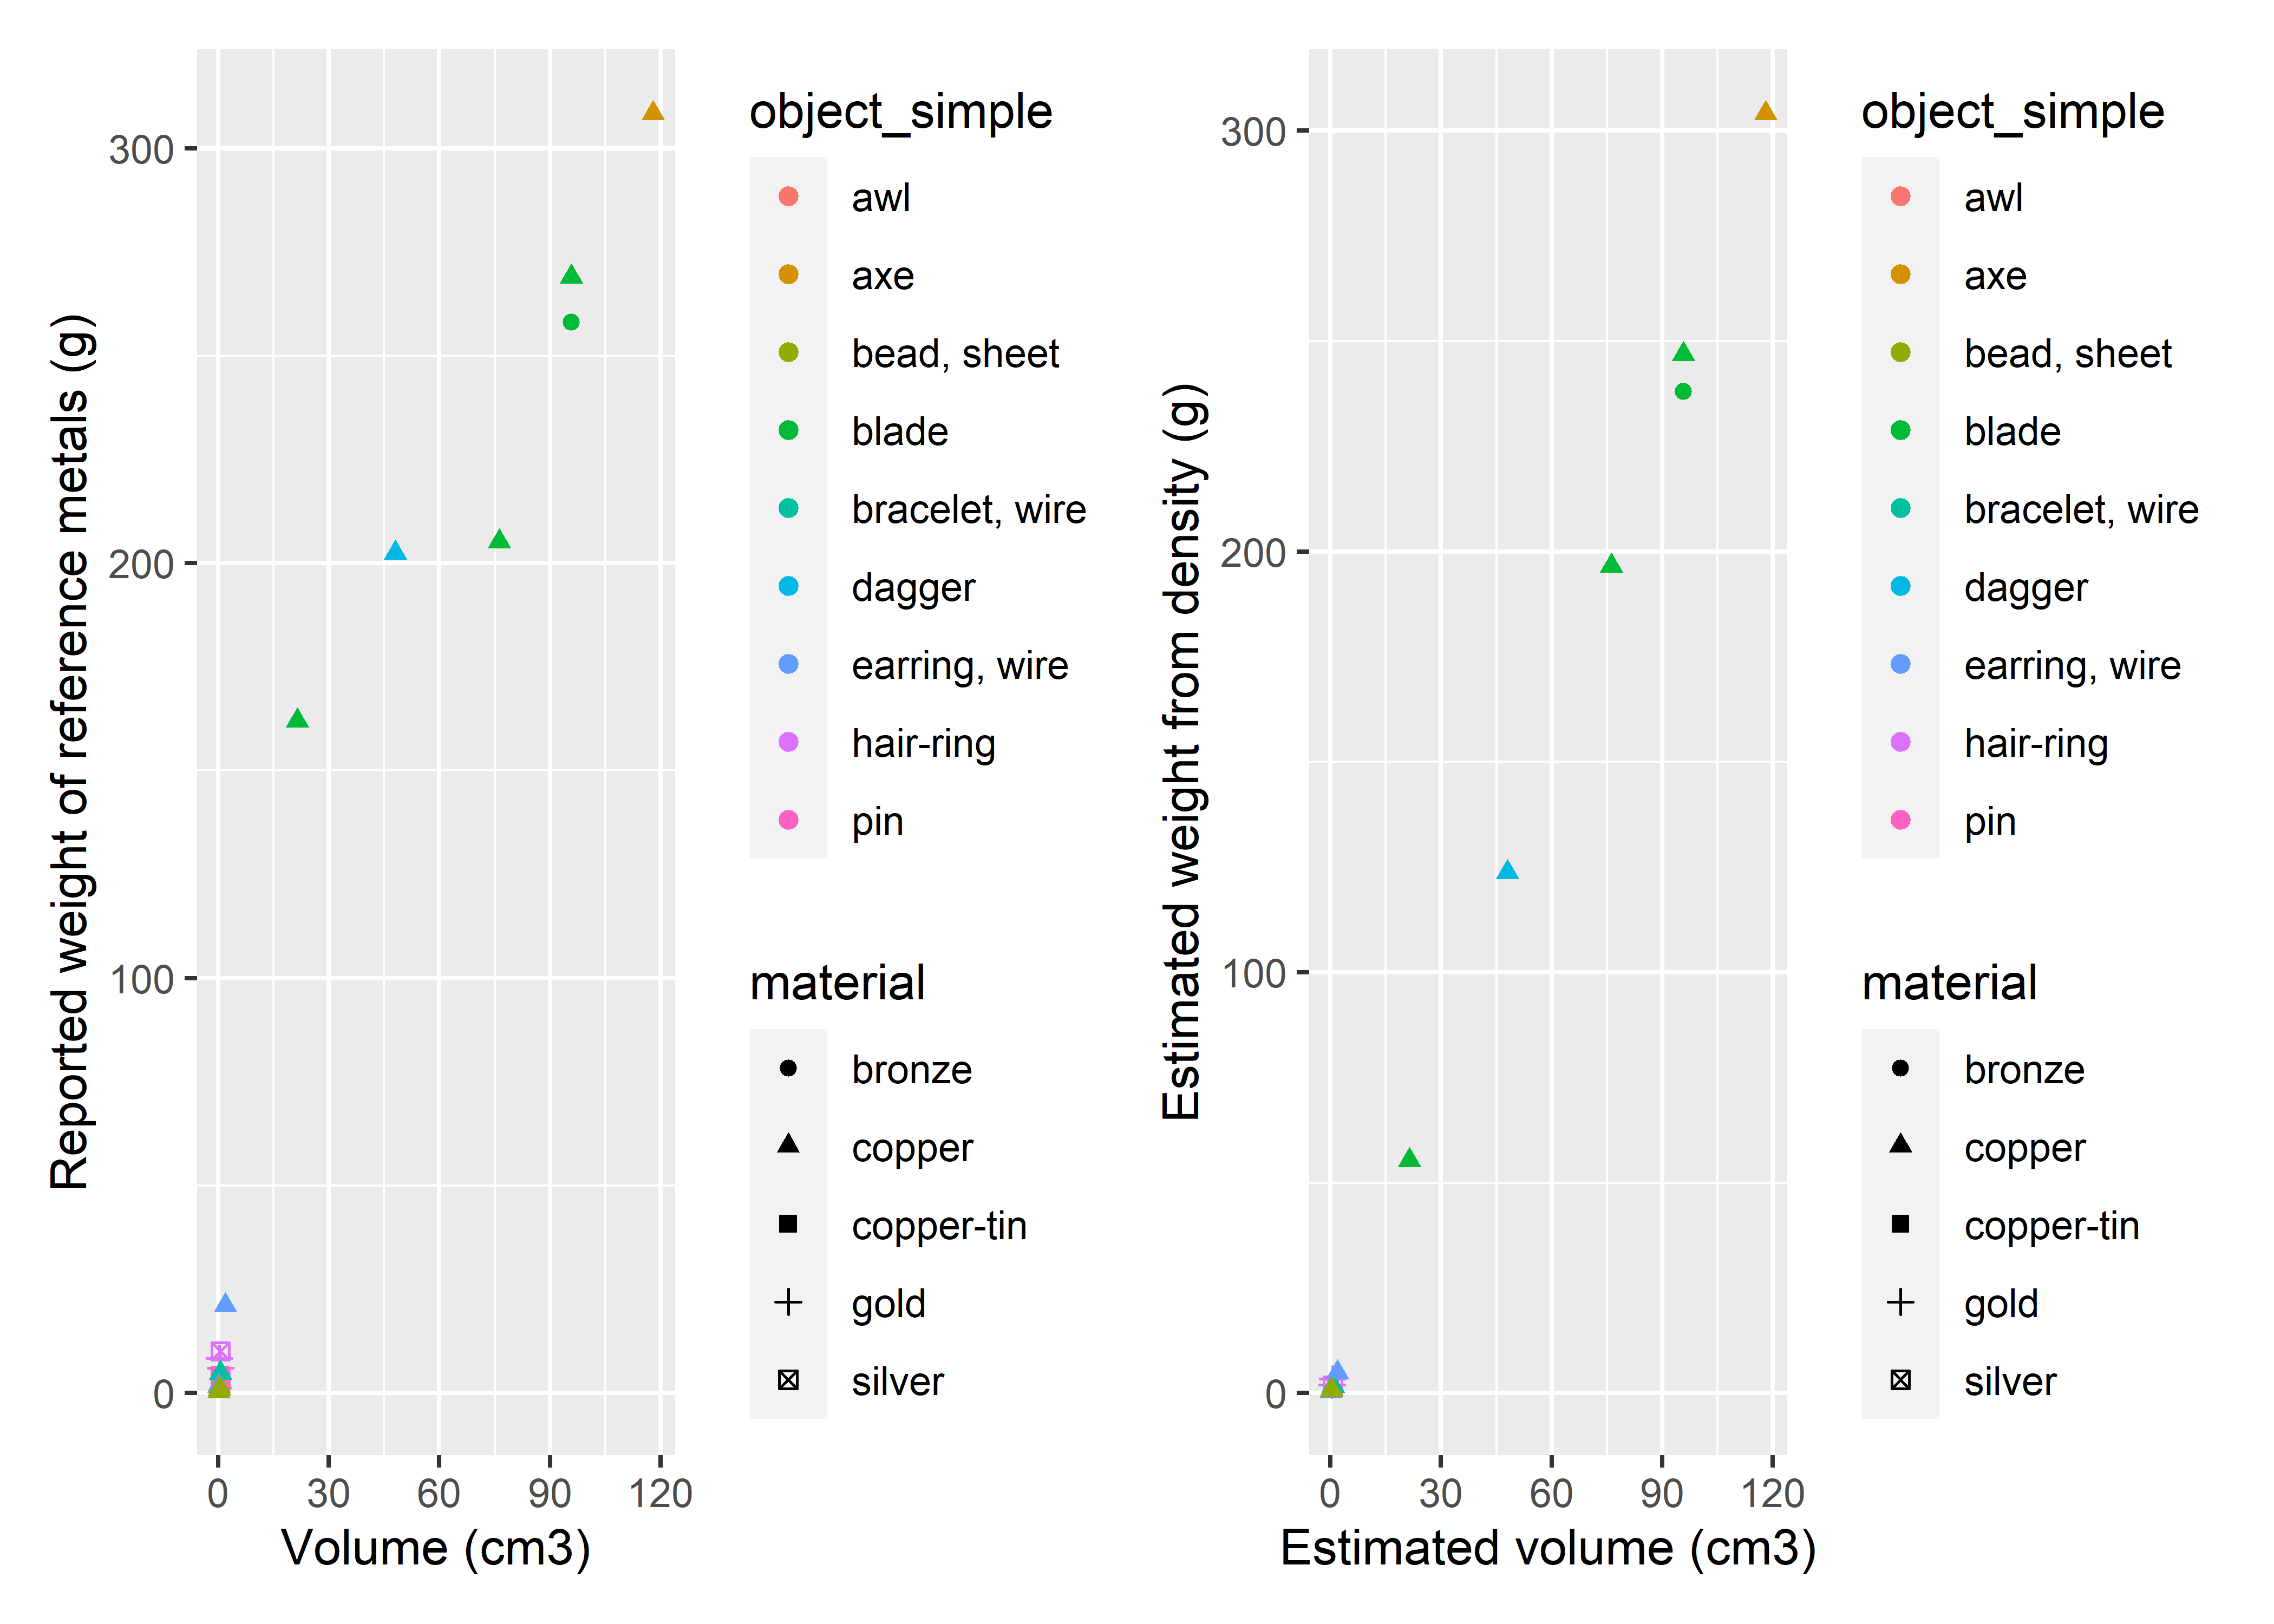 Reported weight of reference metals (g)
300
200
100
0
0 30 60 90 120
Volume (cm3)
object_simple
awl
axe
bead, sheet
blade
bracelet, wire
dagger
earring, wire
hair-ring
pin
material
bronze
copper
copper-tin
gold
silver
Estimated weight from density (g)
300
200
100
0
0 30 60 90 120
Estimated volume (cm3)
object_simple
awl
axe
bead, sheet
blade
bracelet, wire
dagger
earring, wire
hair-ring
pin
material
bronze
copper
copper-tin
gold
silver